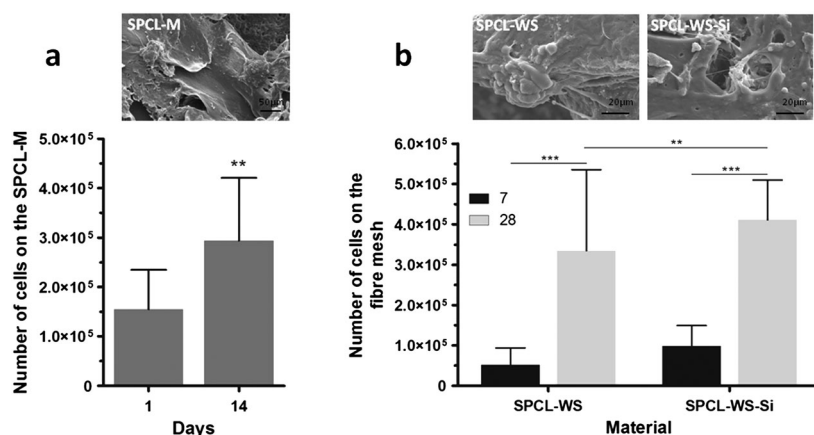 a
SPCL-M
50μm
Number of cells on the SPCL-M
5.0×10⁵
4.0×10⁵
3.0×10⁵
2.0×10⁵
1.0×10⁵
0
**
1 14
Days
b
SPCL-WS
20μm
SPCL-WS-Si
20μm
Number of cells on the
fibre mesh
6.0×10⁵
5.0×10⁵
4.0×10⁵
3.0×10⁵
2.0×10⁵
1.0×10⁵
0
7
28
***
**
***
SPCL-WS SPCL-WS-Si
Material